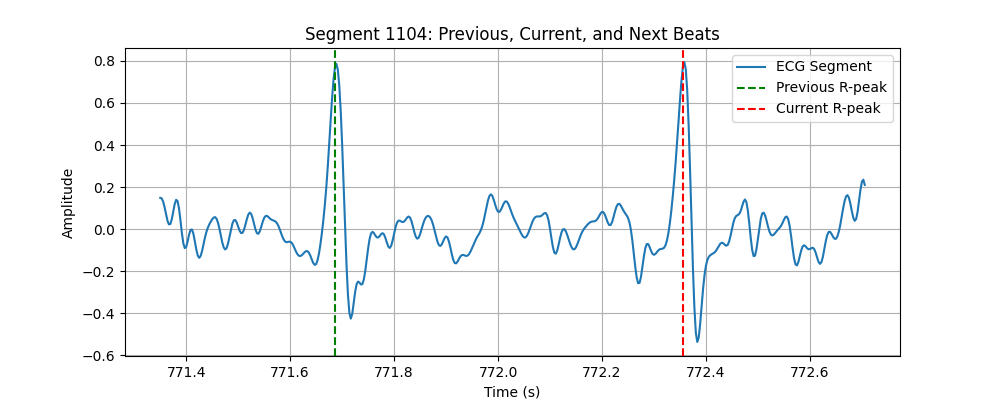 Segment 1104: Previous, Current, and Next Beats
ECG Segment
Previous R-peak
Current R-peak
0.8
0.6
0.4
0.2
0.0
−0.2
−0.4
−0.6
Amplitude
771.4 771.6 771.8 772.0 772.2 772.4 772.6
Time (s)